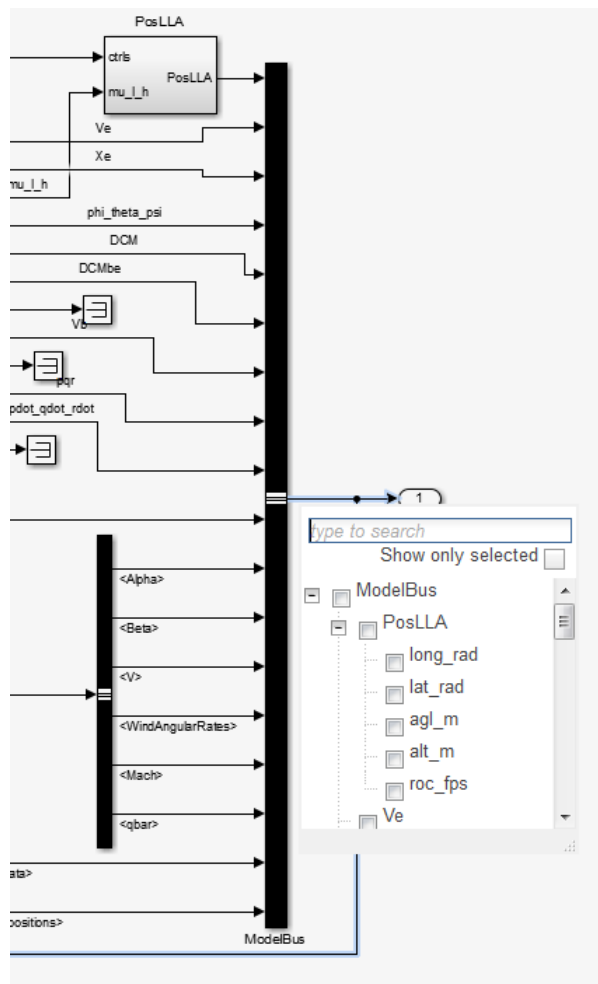 PosLLA
ctrls
PosLLA
mu_l_h
Ve
Xe
mu_l_h
phi_theta_psi
DCM
DCMbe
Vb
pqr
pdot_qdot_rdot
1
type to search
Show only selected
ModelBus
PosLLA
long_rad
lat_rad
agl_m
alt_m
roc_fps
Ve
<Alpha>
<Beta>
<V>
<WindAngularRates>
<Mach>
<qbar>
ata>
positions>
ModelBus